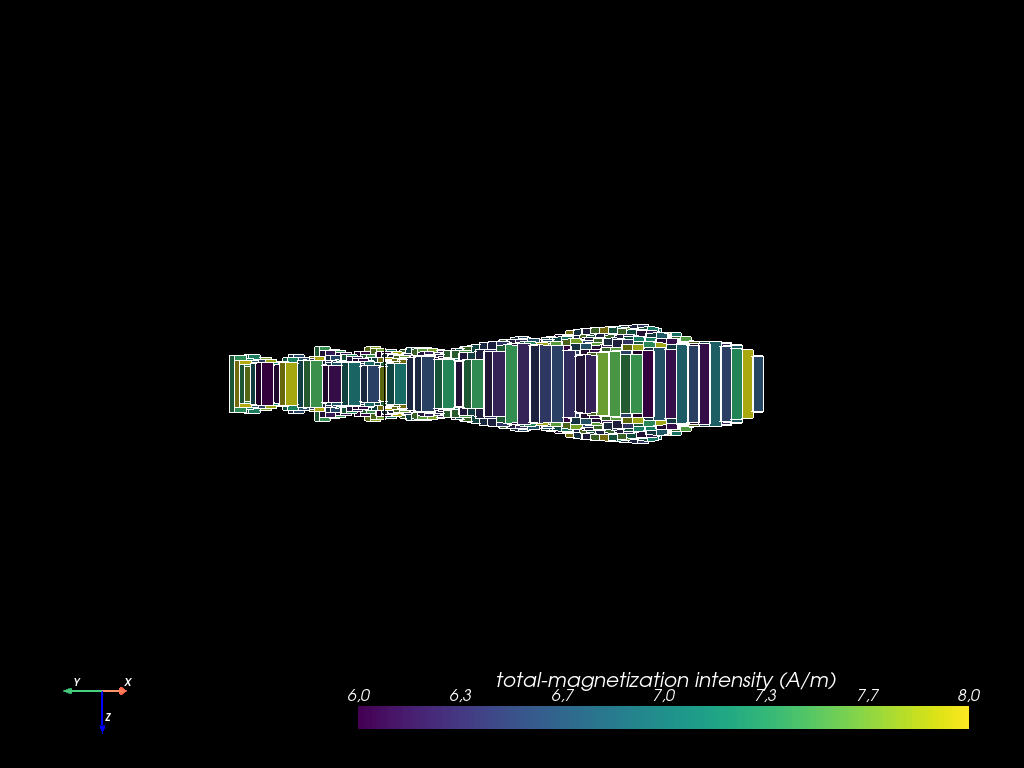 total-magnetization intensity (A/m)
6,0 6,3 6,7 7,0 7,3 7,7 8,0
Y X
Z